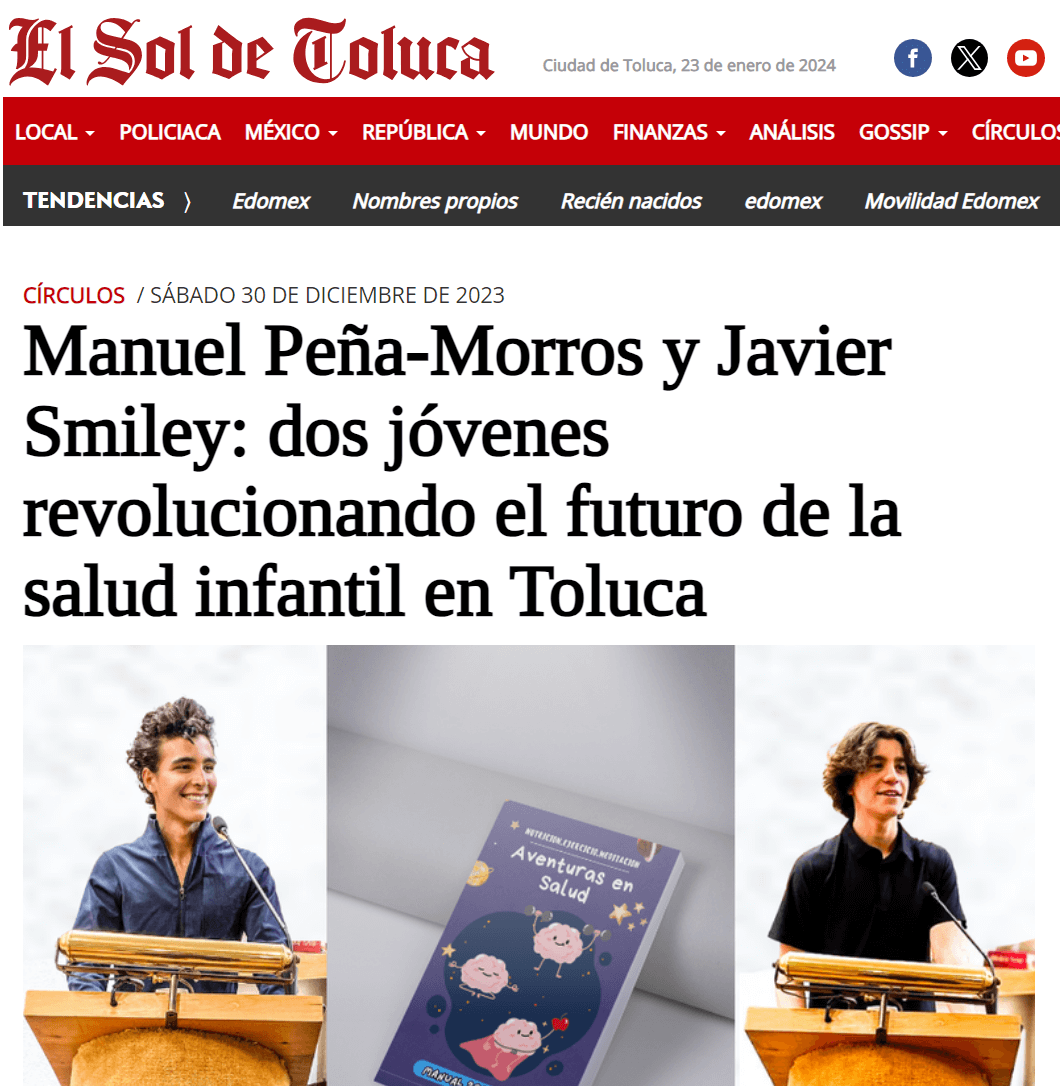 El Sol de Toluca
Ciudad de Toluca, 23 de enero de 2024
LOCAL POLICIACA MÉXICO REPÚBLICA MUNDO FINANZAS ANÁLISIS GOSSIP CÍRCULOS
TENDENCIAS 〉 Edomex Nombres propios Recién nacidos edomex Movilidad Edomex
CÍRCULOS / SÁBADO 30 DE DICIEMBRE DE 2023
Manuel Peña-Morros y Javier
Smiley: dos jóvenes
revolucionando el futuro de la
salud infantil en Toluca
NUTRICION.EJERCICIO.MEDITACION
Aventuras en
Salud
MANUAL